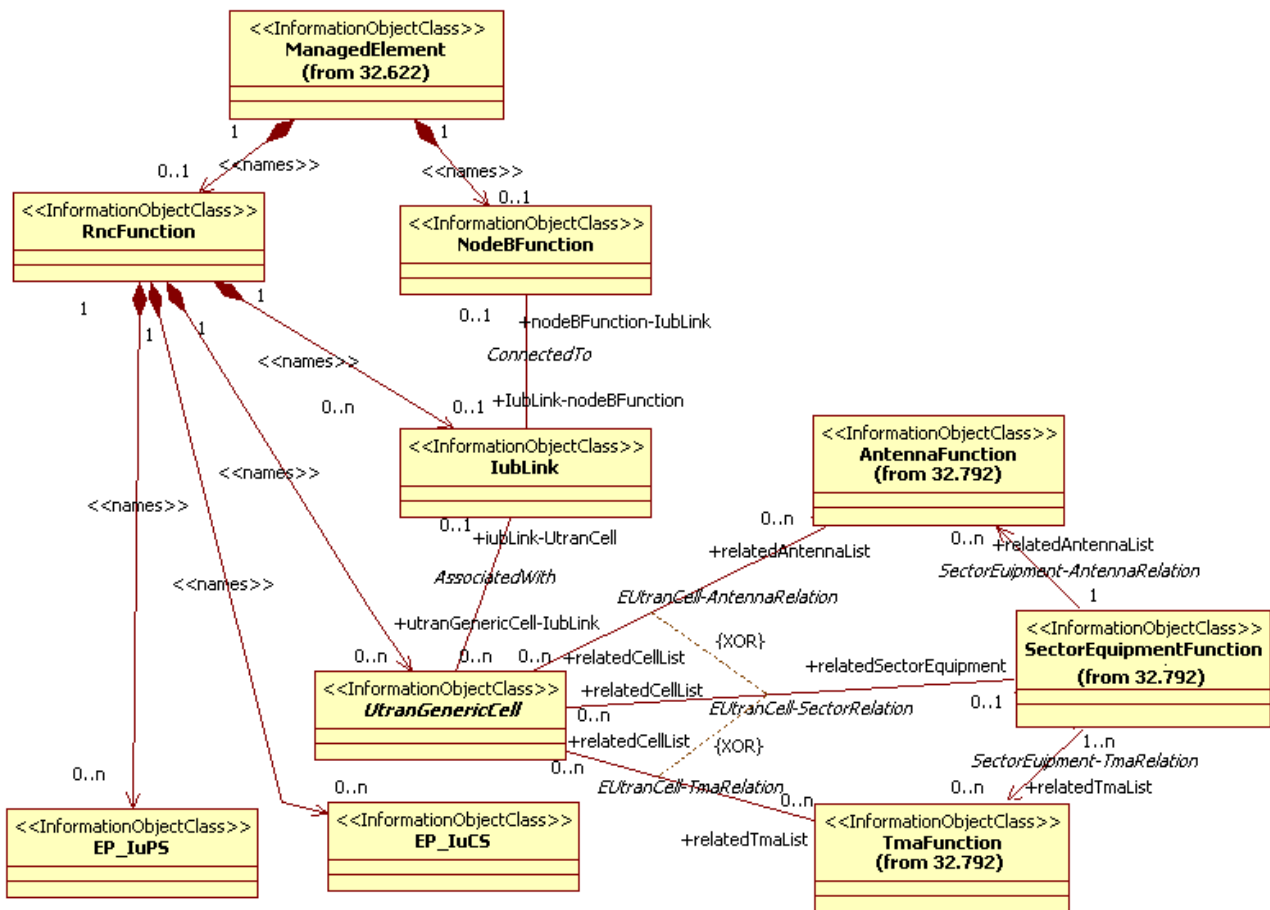 <<InformationObjectClass>>
ManagedElement
(from 32.622)
1
1
0..1
<<names>>
<<names>>
0..1
<<InformationObjectClass>>
RncFunction
<<InformationObjectClass>>
NodeBFunction
1
1
1
1
0..1
+nodeBFunction-IubLink
ConnectedTo
<<names>>
0..n
0..1
+IubLink-nodeBFunction
<<InformationObjectClass>>
IubLink
<<InformationObjectClass>>
AntennaFunction
(from 32.792)
<<names>>
<<names>>
<<names>>
0..1
+iubLink-UtranCell
AssociatedWith
+utranGenericCell-IubLink
0..n
0..n
0..n
0..n
+relatedAntennaList
0..n
+relatedAntennaList
SectorEuipment-AntennaRelation
1
EUtranCell-AntennaRelation
{XOR}
+relatedCellList
<<InformationObjectClass>>
UtranGenericCell
+relatedCellList
0..n
+relatedSectorEquipment
0..1
EUtranCell-SectorRelation
<<InformationObjectClass>>
SectorEquipmentFunction
(from 32.792)
+relatedCellList
0..n
{XOR}
EUtranCell-TmaRelation
0..n
+relatedTmaList
1..n
SectorEuipment-TmaRelation
0..n
+relatedTmaList
0..n
0..n
<<InformationObjectClass>>
EP_IuPS
<<InformationObjectClass>>
EP_IuCS
<<InformationObjectClass>>
TmaFunction
(from 32.792)